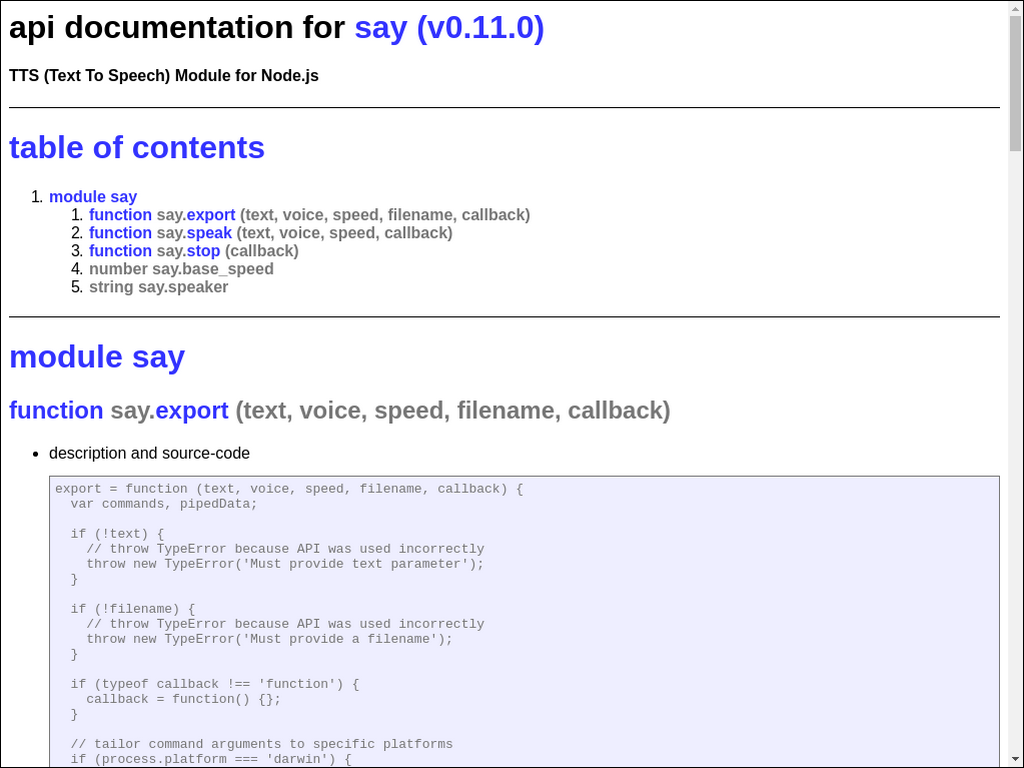 api documentation for say (v0.11.0)
TTS (Text To Speech) Module for Node.js
table of contents
1. module say
1. function say.export (text, voice, speed, filename, callback)
2. function say.speak (text, voice, speed, callback)
3. function say.stop (callback)
4. number say.base_speed
5. string say.speaker
module say
function say.export (text, voice, speed, filename, callback)
• description and source-code
export = function (text, voice, speed, filename, callback) {
  var commands, pipedData;
  if (!text) {
    // throw TypeError because API was used incorrectly
    throw new TypeError('Must provide text parameter');
  }
  if (!filename) {
    // throw TypeError because API was used incorrectly
    throw new TypeError('Must provide a filename');
  }
  if (typeof callback !== 'function') {
    callback = function() {};
  }
  // tailor command arguments to specific platforms
  if (process.platform === 'darwin') {